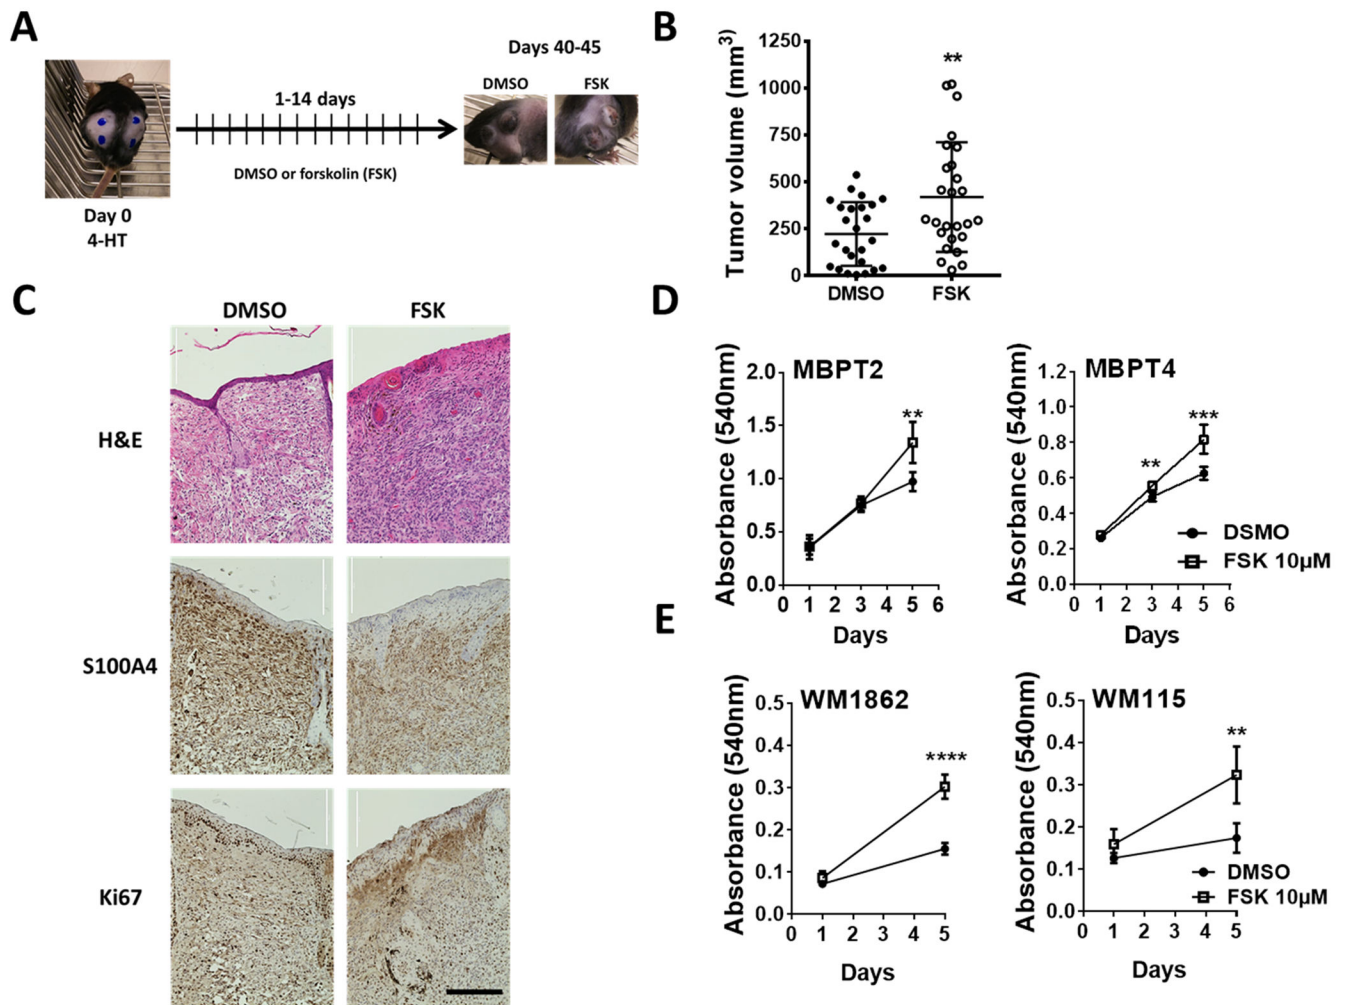 A
Days 40-45
DMSO
FSK
1-14 days
DMSO or forskolin (FSK)
Day 0
4-HT
B
Tumor volume (mm3)
1250
1000
750
500
250
0
**
DMSO
FSK
C
DMSO
FSK
H&E
S100A4
Ki67
D
MBPT2
Absorbance (540nm)
2.0
1.5
1.0
0.5
0.0
**
0 1 2 3 4 5 6
Days
MBPT4
Absorbance (540nm)
1.2
1.0
0.8
0.6
0.4
0.2
0.0
**
***
DSMO
FSK 10µM
0 1 2 3 4 5 6
Days
E
WM1862
Absorbance (540nm)
0.5
0.4
0.3
0.2
0.1
0.0
****
0 1 2 3 4 5
Days
WM115
Absorbance (540nm)
0.5
0.4
0.3
0.2
0.1
0.0
**
DMSO
FSK 10µM
0 1 2 3 4 5
Days